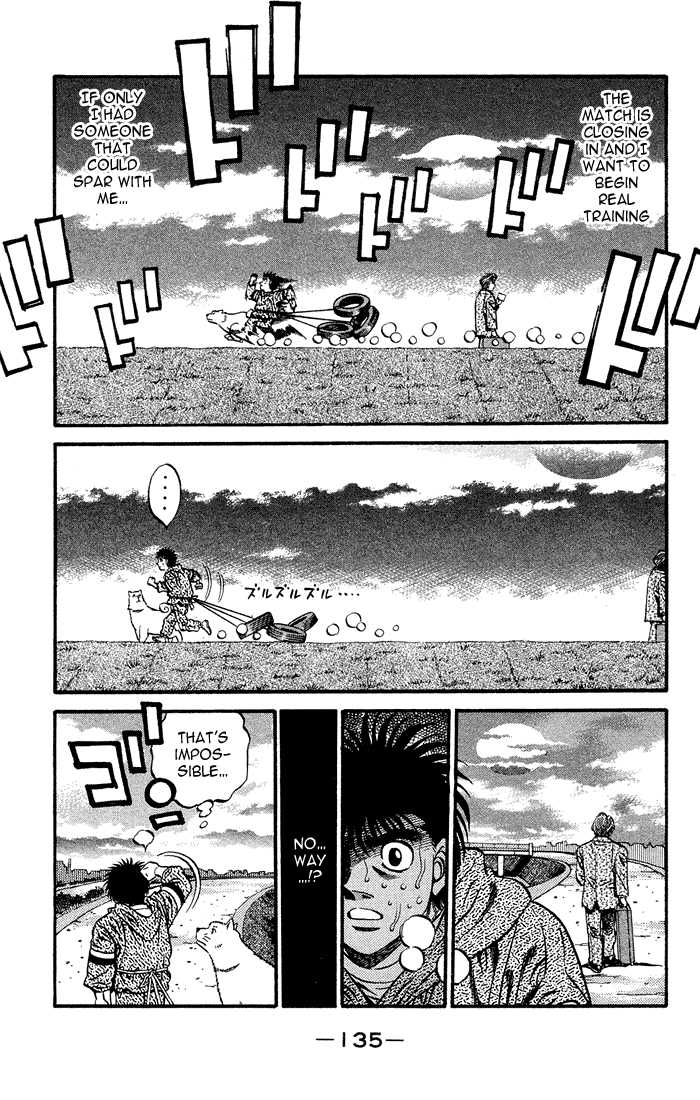 THE
MATCH IS
CLOSING
IN AND I
WANT TO
BEGIN
REAL
TRAINING
IF ONLY
I HAD
SOMEONE
THAT
COULD
SPAR WITH
ME...
ドドドドドドドド
....
ズルズルズル....
NO...
WAY
...!?
THAT'S
IMPOS-
SIBLE...
ゴシ
—135—